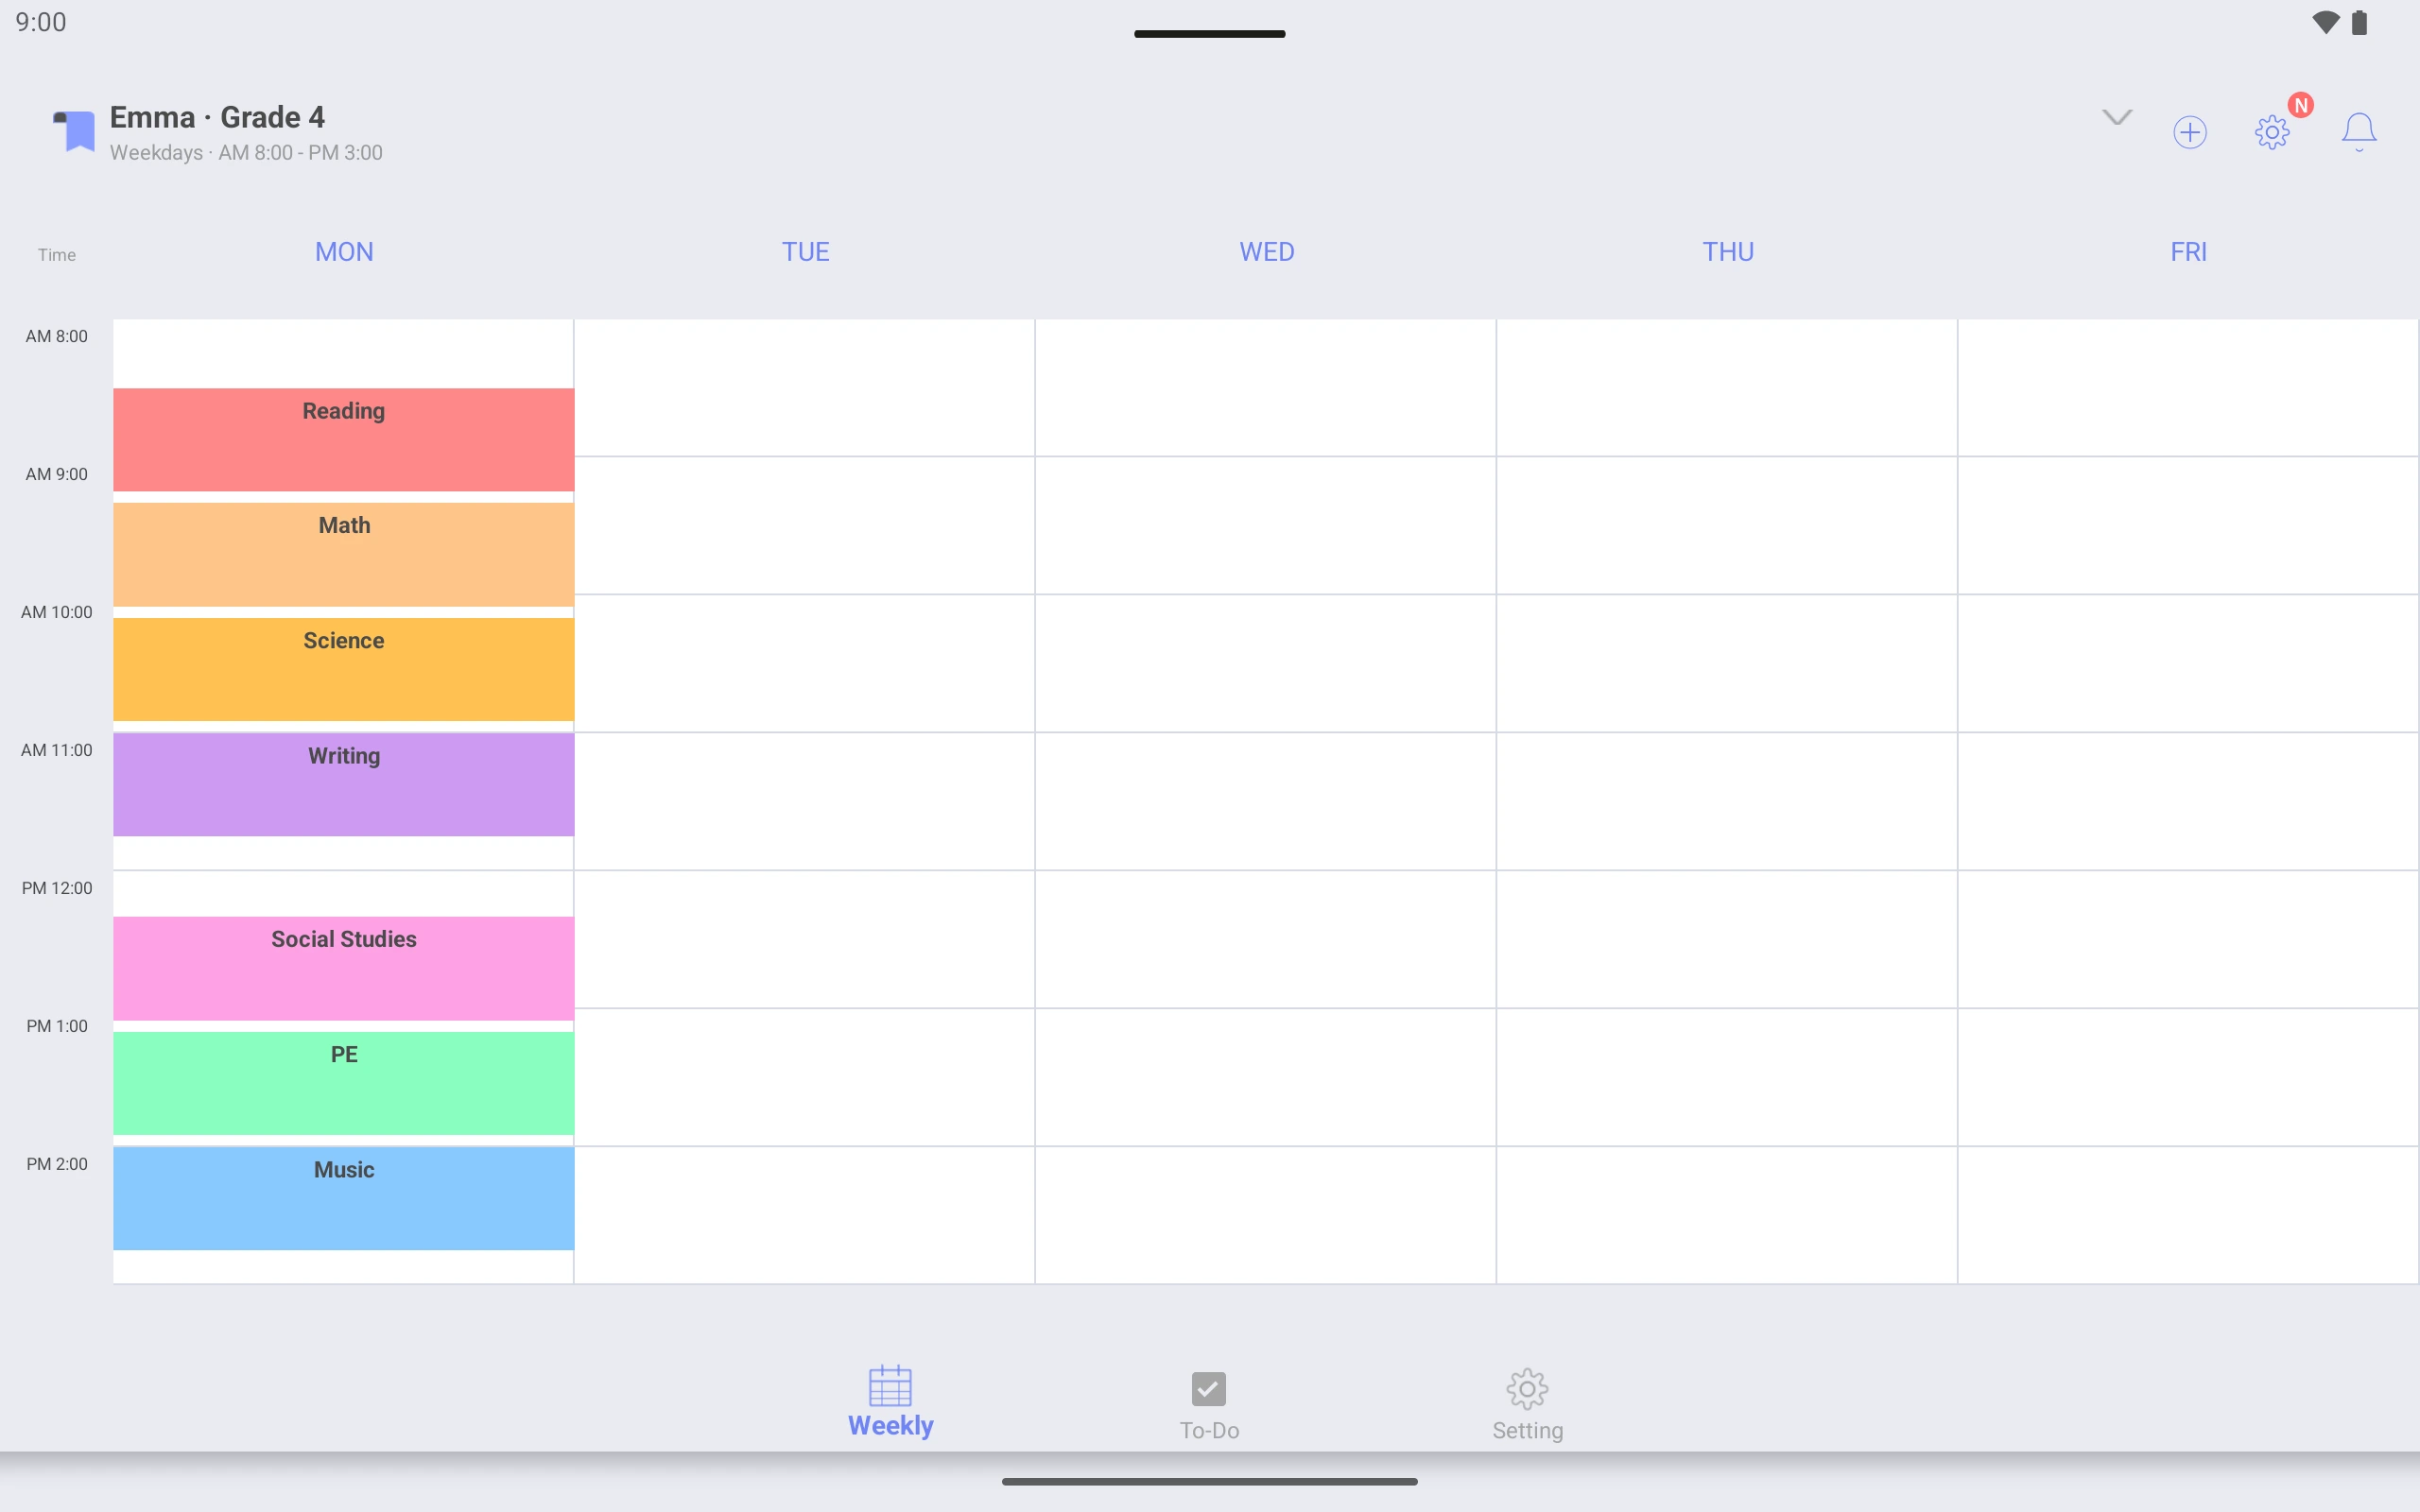 9:00
Emma · Grade 4
Weekdays · AM 8:00 - PM 3:00
N
Time MON TUE WED THU FRI
AM 8:00
Reading
AM 9:00
Math
AM 10:00
Science
AM 11:00
Writing
PM 12:00
Social Studies
PM 1:00
PE
PM 2:00
Music
Weekly To-Do Setting